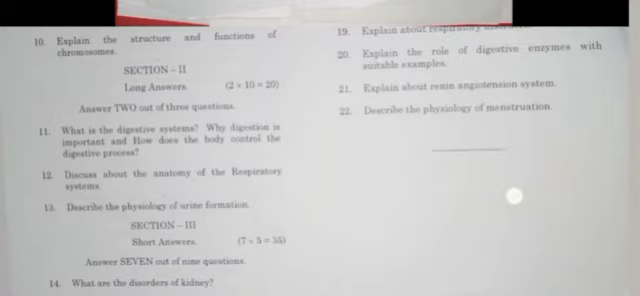 10. Explain the structure and functions of
chromosomes.
SECTION – II
Long Answers. (2 × 10 = 20)
Answer TWO out of three questions.
11. What is the digestive systems? Why digestion is
important and How does the body control the
digestive process?
12. Discuss about the anatomy of the Respiratory
systems.
13. Describe the physiology of urine formation.
SECTION – III
Short Answers. (7 × 5 = 35)
Answer SEVEN out of nine questions.
14. What are the disorders of kidney?
19. Explain about respiratory
20. Explain the role of digestive enzymes with
suitable examples.
21. Explain about renin angiotension system.
22. Describe the physiology of menstruation.